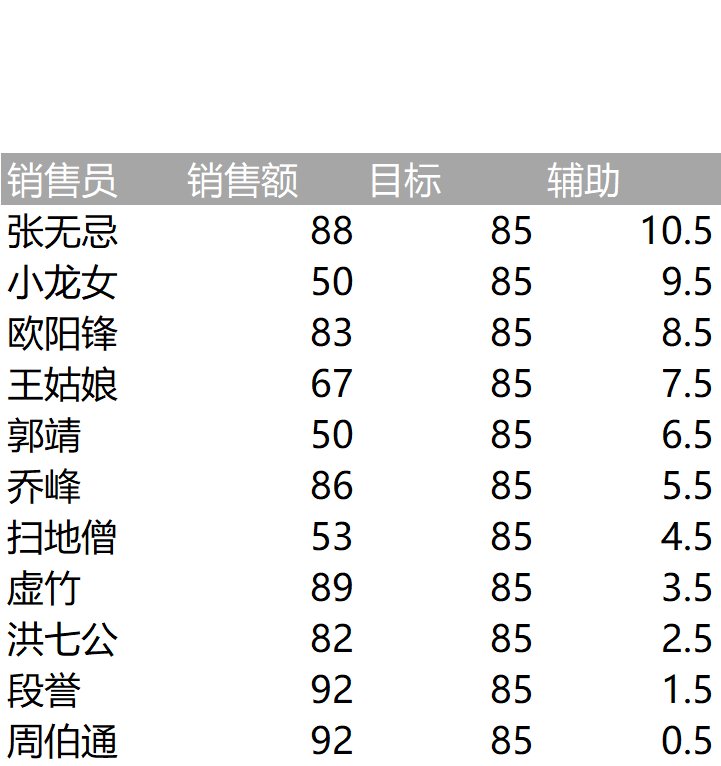 销售员 销售额 目标 辅助
张无忌 88 85 10.5
小龙女 50 85 9.5
欧阳锋 83 85 8.5
王姑娘 67 85 7.5
郭靖 50 85 6.5
乔峰 86 85 5.5
扫地僧 53 85 4.5
虚竹 89 85 3.5
洪七公 82 85 2.5
段誉 92 85 1.5
周伯通 92 85 0.5